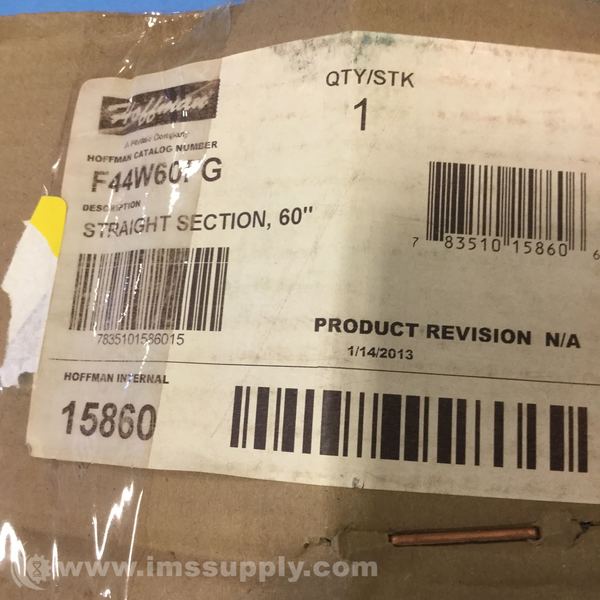 Hoffman
QTY/STK
1
A Pentair Company
HOFFMAN CATALOG NUMBER
DESCRIPTION
STRAIGHT SECTION, 60"
7 83510 15860 6
7835101586015
PRODUCT REVISION N/A
1/14/2013
HOFFMAN INTERNAL
15860
www.imssupply.com